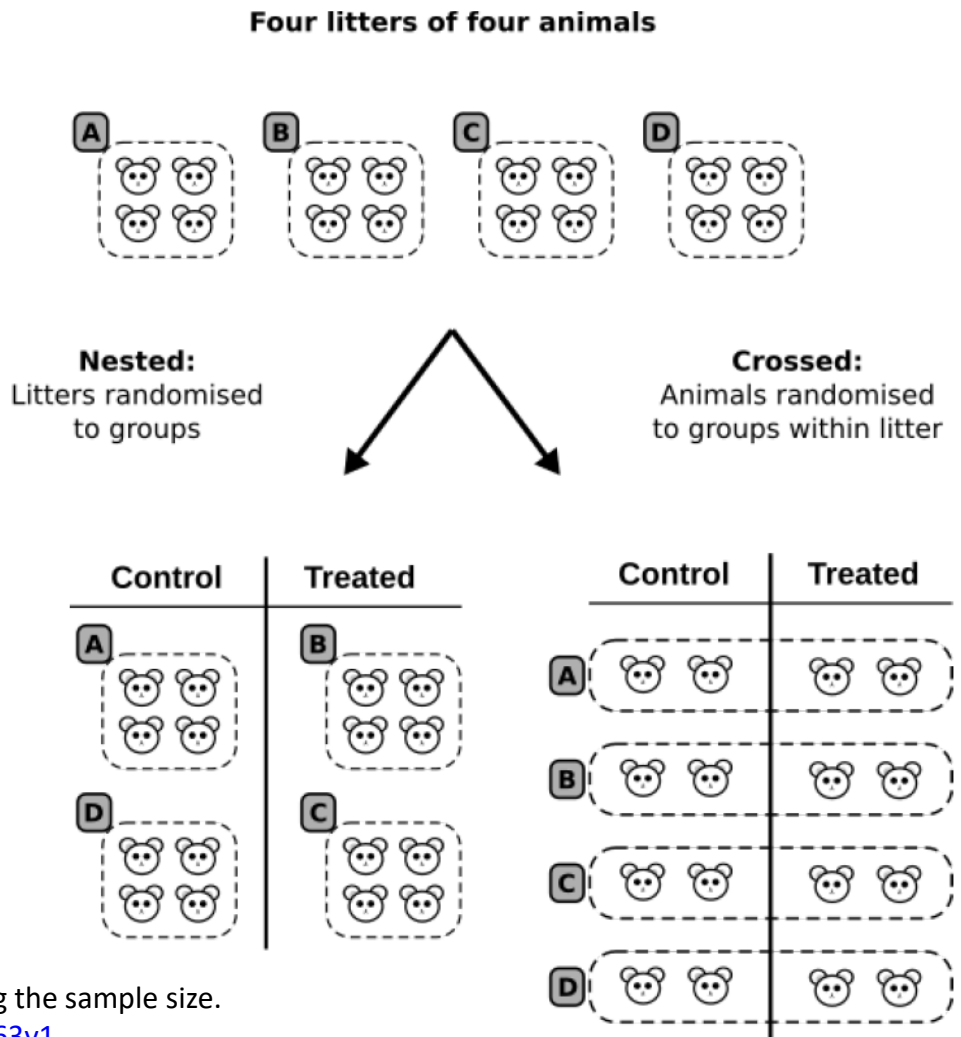 Four litters of four animals
A B C D
Nested:
Litters randomised
to groups
Crossed:
Animals randomised
to groups within litter
Control Treated
A B
D C
Control Treated
A
B
C
D
g the sample size.
63v1